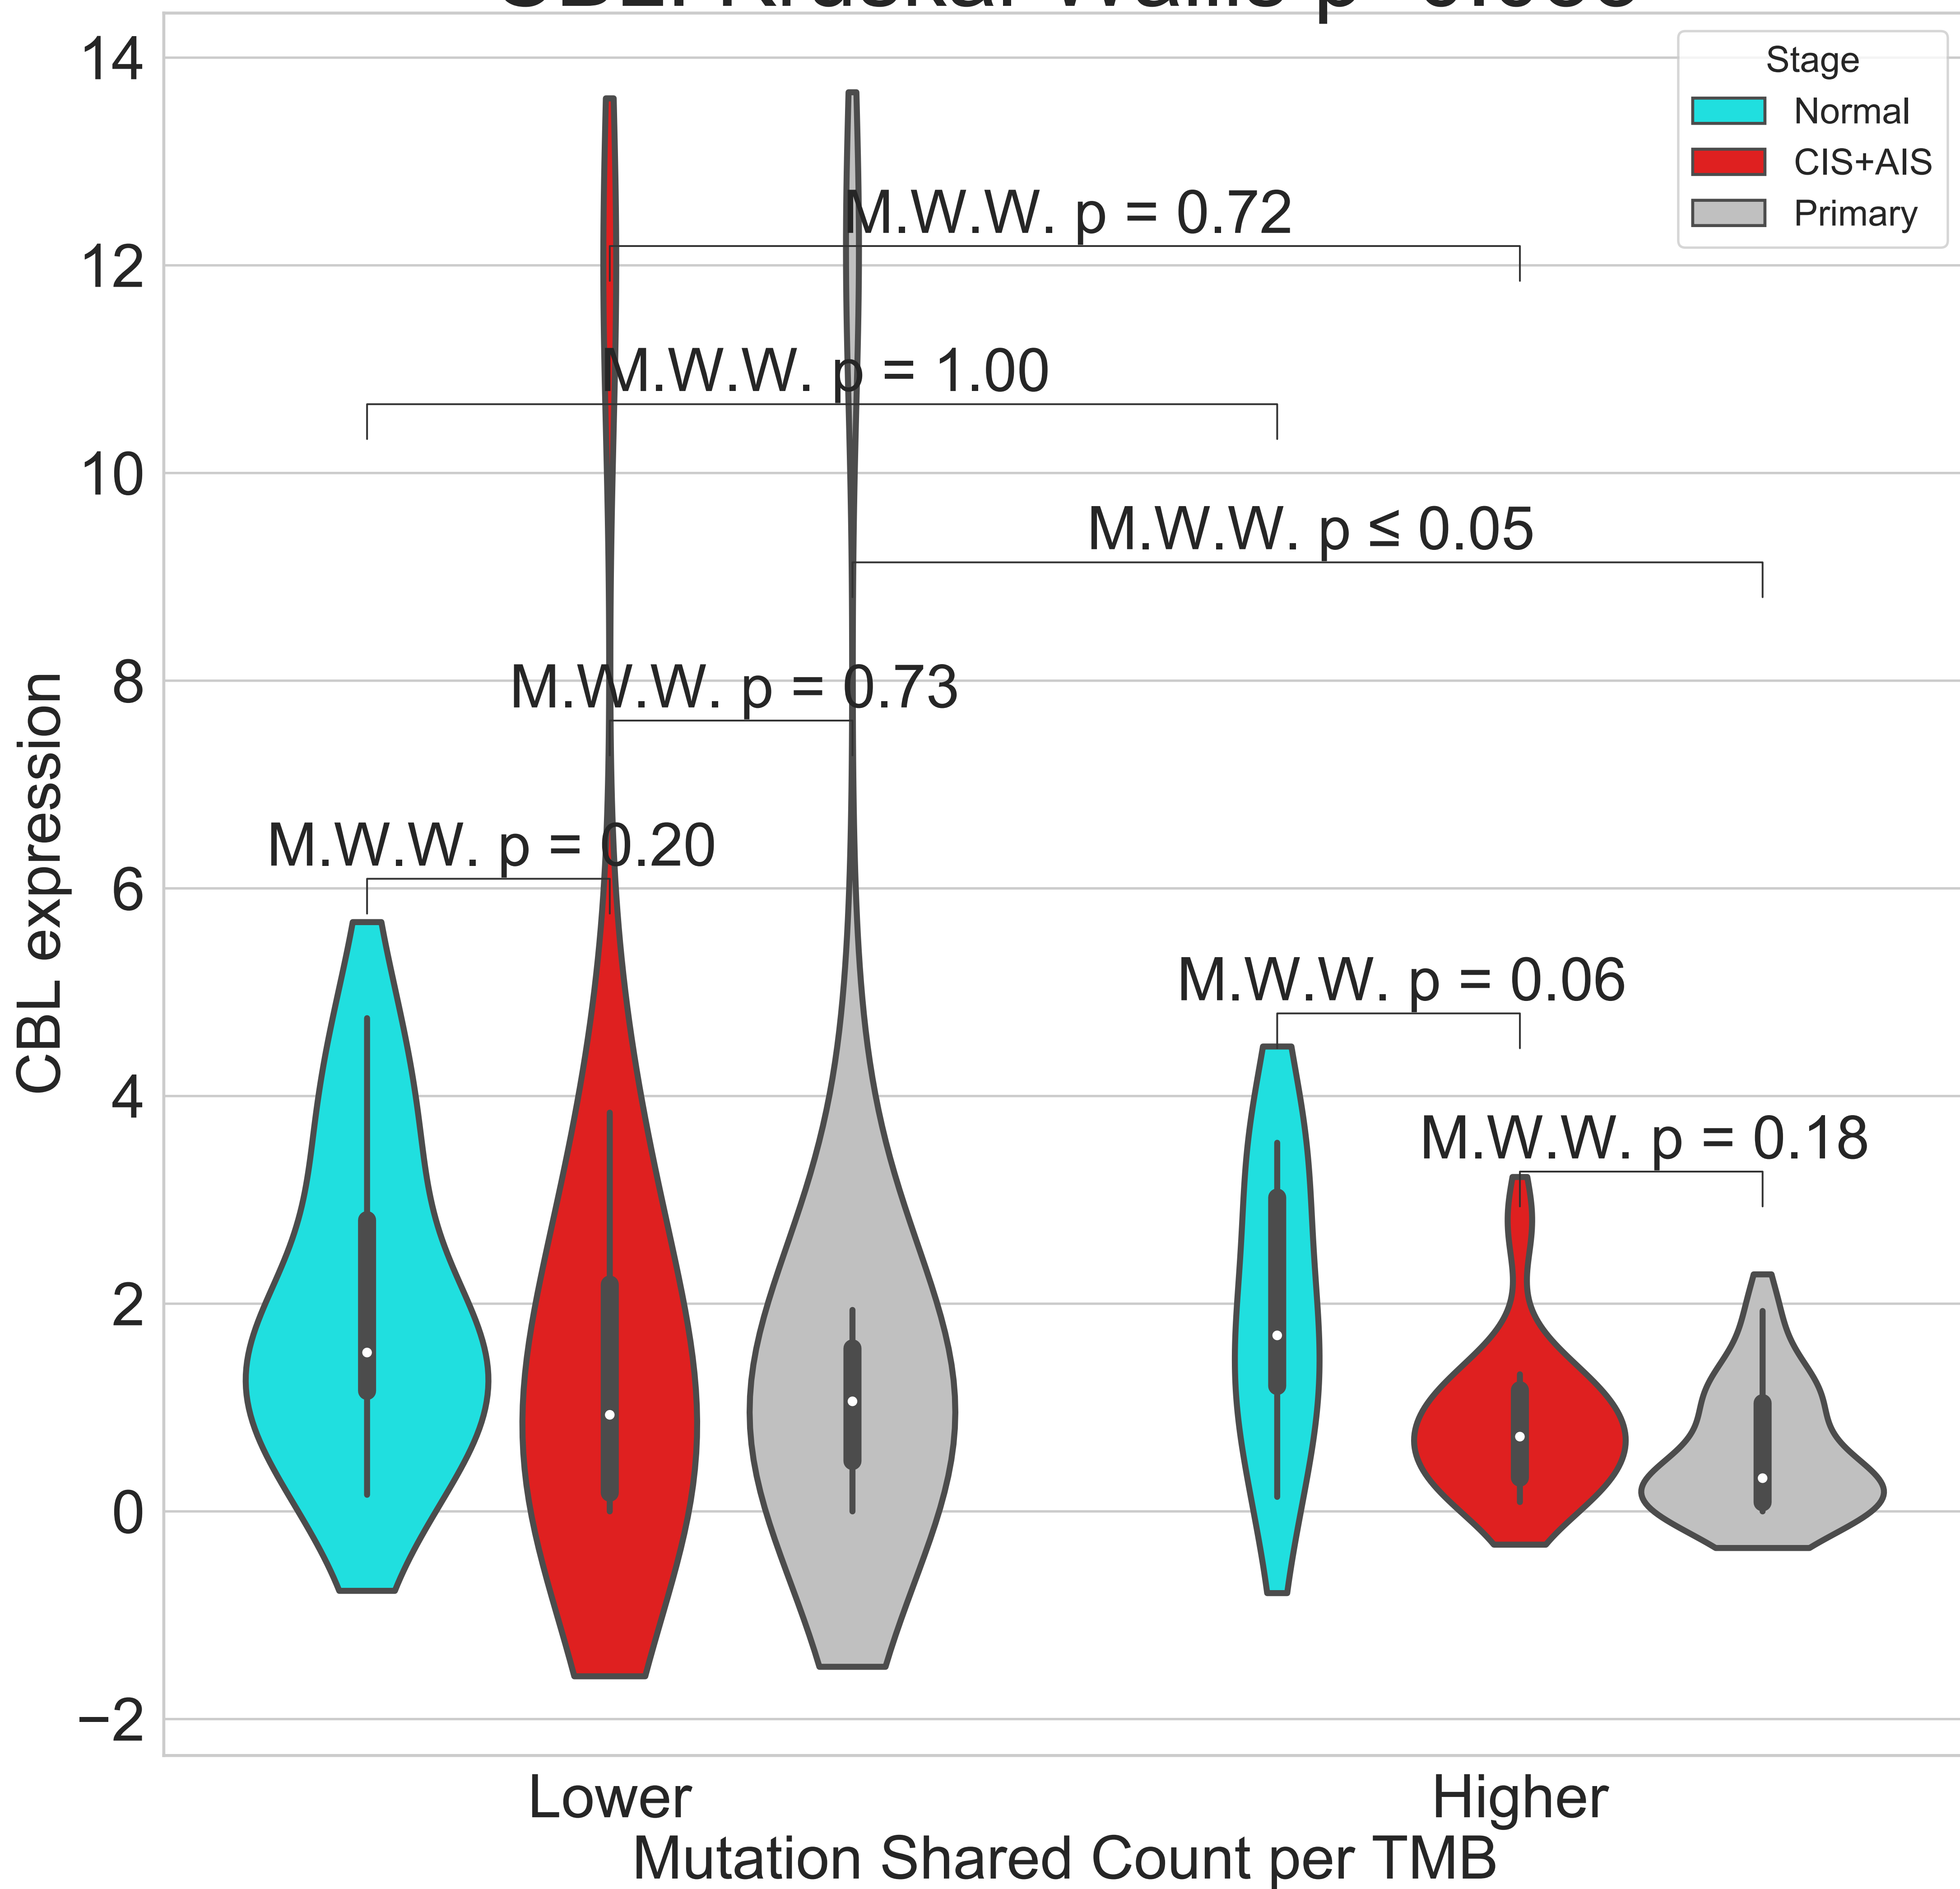 14
12
10
8
6
4
2
0
−2
CBL expression
Stage
Normal
CIS+AIS
Primary
M.W.W. p = 0.72
M.W.W. p = 1.00
M.W.W. p ≤ 0.05
M.W.W. p = 0.73
M.W.W. p = 0.20
M.W.W. p = 0.06
M.W.W. p = 0.18
Lower
Higher
Mutation Shared Count per TMB